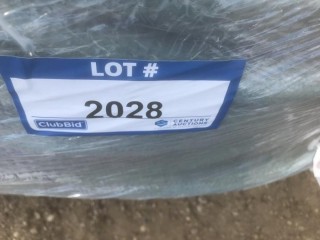 LOT #
2028
ClubBid
CENTURY
AUCTIONS